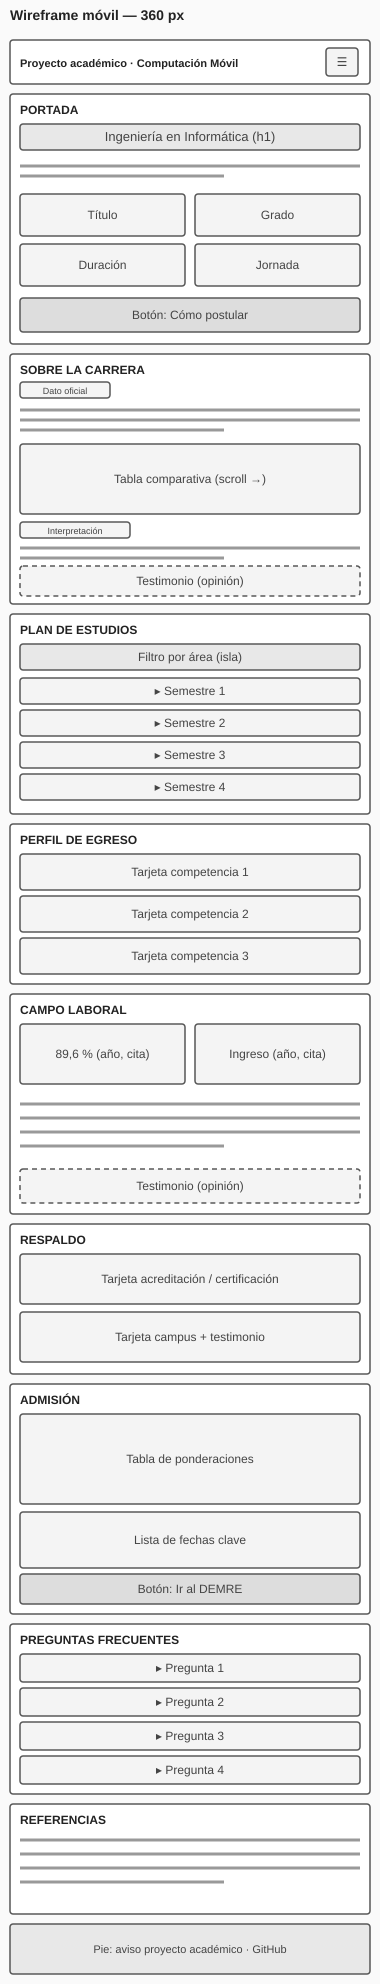 Wireframe móvil — 360 px
Proyecto académico · Computación Móvil
☰
PORTADA
Ingeniería en Informática (h1)
Título
Grado
Duración
Jornada
Botón: Cómo postular
SOBRE LA CARRERA
Dato oficial
Tabla comparativa (scroll →)
Interpretación
Testimonio (opinión)
PLAN DE ESTUDIOS
Filtro por área (isla)
▸ Semestre 1
▸ Semestre 2
▸ Semestre 3
▸ Semestre 4
PERFIL DE EGRESO
Tarjeta competencia 1
Tarjeta competencia 2
Tarjeta competencia 3
CAMPO LABORAL
89,6 % (año, cita)
Ingreso (año, cita)
Testimonio (opinión)
RESPALDO
Tarjeta acreditación / certificación
Tarjeta campus + testimonio
ADMISIÓN
Tabla de ponderaciones
Lista de fechas clave
Botón: Ir al DEMRE
PREGUNTAS FRECUENTES
▸ Pregunta 1
▸ Pregunta 2
▸ Pregunta 3
▸ Pregunta 4
REFERENCIAS
Pie: aviso proyecto académico · GitHub